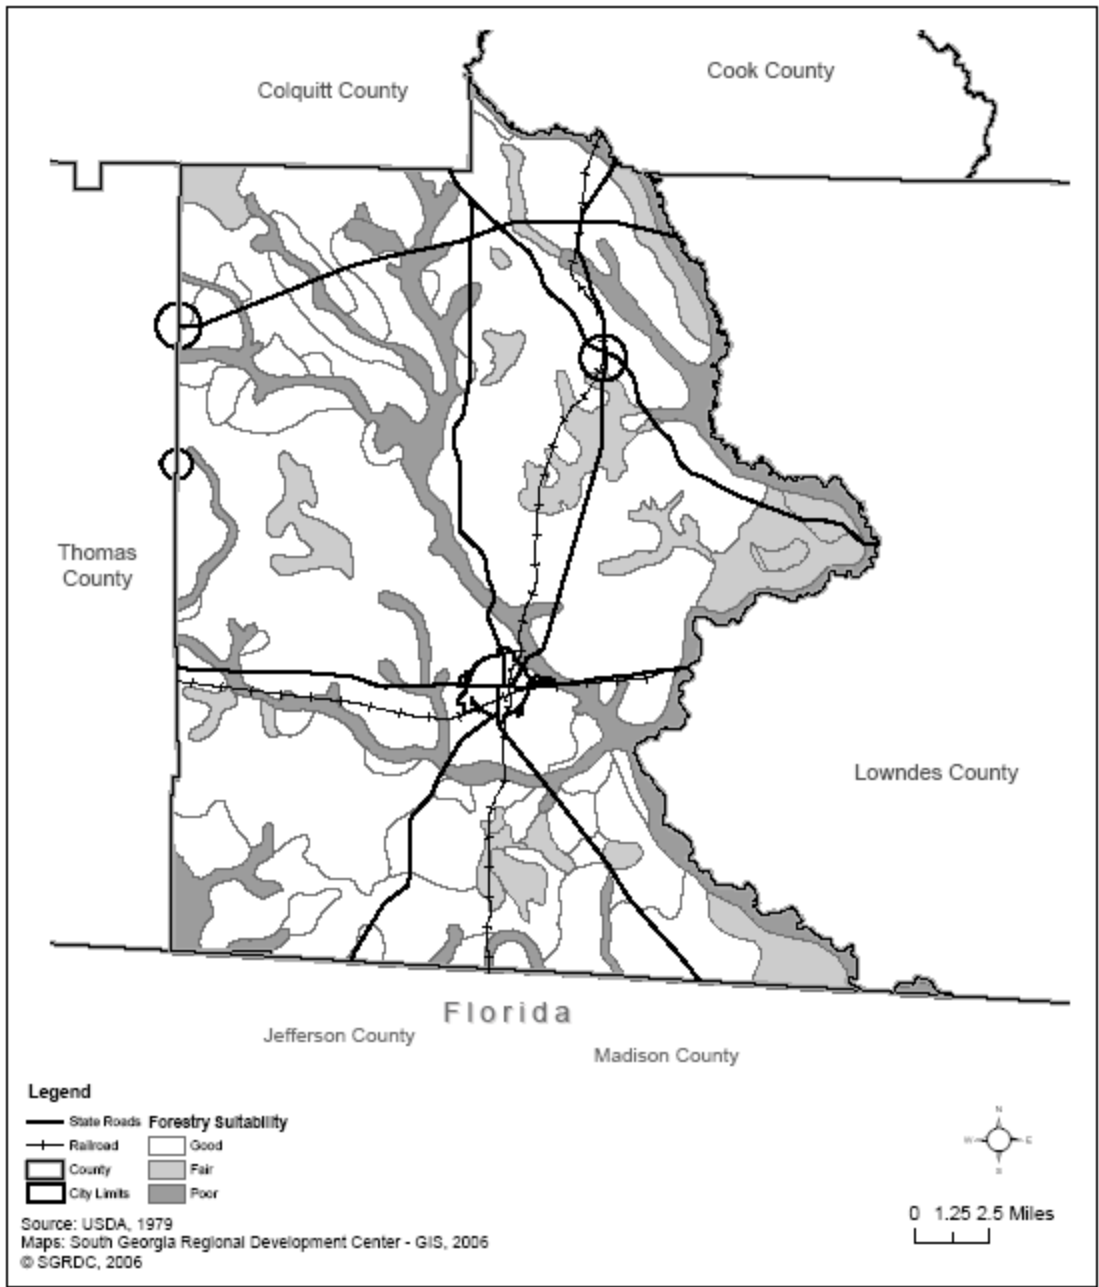 Colquitt County
Cook County
Thomas
County
Lowndes County
Florida
Jefferson County
Madison County
Legend
State Roads
Railroad
County
City Limits
Forestry Suitability
Good
Fair
Poor
N
W
E
S
0 1.25 2.5 Miles
Source: USDA, 1979
Maps: South Georgia Regional Development Center - GIS, 2006
© SGRDC, 2006